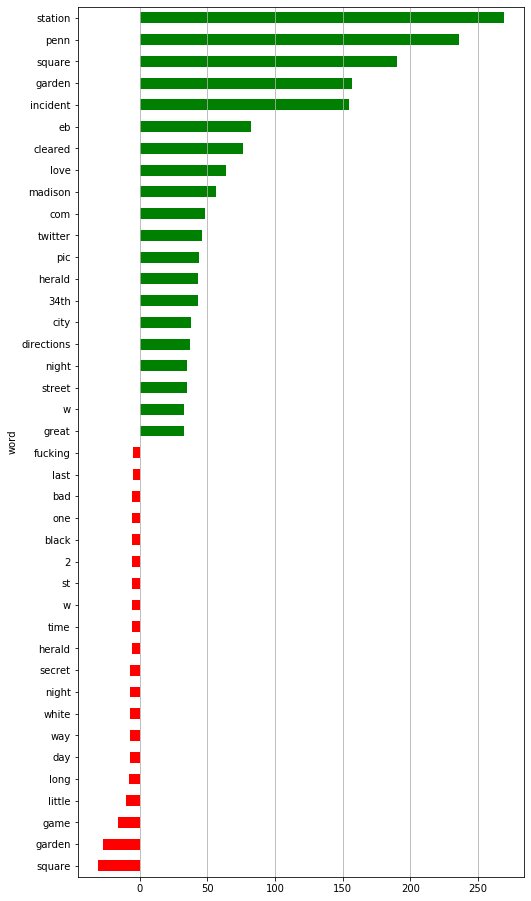 station
penn
square
garden
incident
eb
cleared
love
madison
com
twitter
pic
herald
34th
city
directions
night
street
w
great
word
fucking
last
bad
one
black
2
st
w
time
herald
secret
night
white
way
day
long
little
game
garden
square
0 50 100 150 200 250